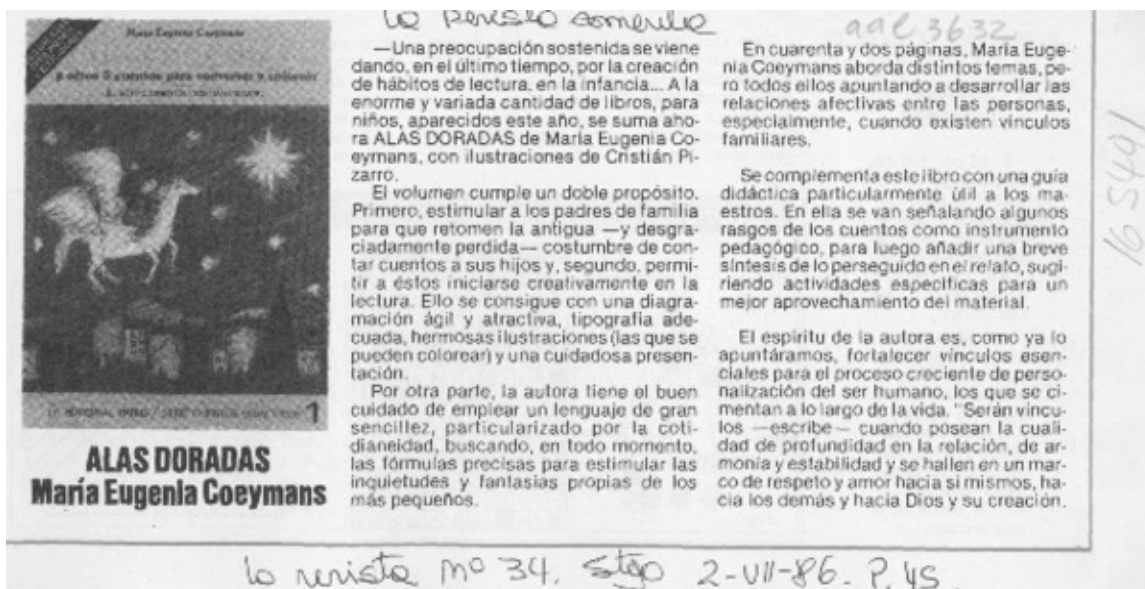 La revista comenta
aae 3632
María Eugenia Coeymans
y otros 5 cuentos para conversar y colorear
1
ALAS DORADAS
María Eugenia Coeymans
—Una preocupación sostenida se viene
dando, en el último tiempo, por la creación
de hábitos de lectura, en la infancia... A la
enorme y variada cantidad de libros, para
niños, aparecidos este año, se suma aho-
ra ALAS DORADAS de María Eugenia Co-
eymans, con ilustraciones de Cristián Pi-
zarro.
El volumen cumple un doble propósito.
Primero, estimular a los padres de familia
para que retomen la antigua —y desgra-
ciadamente perdida— costumbre de con-
tar cuentos a sus hijos y, segundo, permi-
tir a éstos iniciarse creativamente en la
lectura. Ello se consigue con una diagra-
mación ágil y atractiva, tipografía ade-
cuada, hermosas ilustraciones (las que se
pueden colorear) y una cuidadosa presen-
tación.
Por otra parte, la autora tiene el buen
cuidado de emplear un lenguaje de gran
sencillez, particularizado por la coti-
dianeidad, buscando, en todo momento,
las fórmulas precisas para estimular las
inquietudes y fantasías propias de los
más pequeños.
En cuarenta y dos páginas, María Euge-
nia Coeymans aborda distintos temas, pe-
ro todos ellos apuntando a desarrollar las
relaciones afectivas entre las personas,
especialmente, cuando existen vínculos
familiares.
Se complementa este libro con una guía
didáctica particularmente útil a los ma-
estros. En ella se van señalando algunos
rasgos de los cuentos como instrumento
pedagógico, para luego añadir una breve
síntesis de lo perseguido en el relato, sugi-
riendo actividades específicas para un
mejor aprovechamiento del material.
El espíritu de la autora es, como ya lo
apuntáramos, fortalecer vínculos esen-
ciales para el proceso creciente de perso-
nalización del ser humano, los que se ci-
mentan a lo largo de la vida. "Serán víncu-
los —escribe— cuando posean la cuali-
dad de profundidad en la relación, de ar-
monía y estabilidad y se hallen en un mar-
co de respeto y amor hacia sí mismos, ha-
cia los demás y hacia Dios y su creación.
165491
La revista nº 34. Stgo 2-VII-86. P. 45